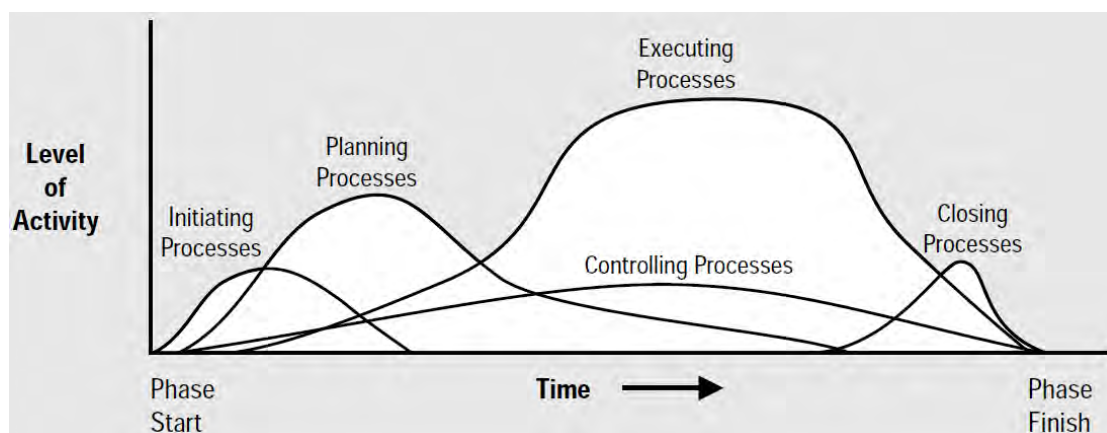 Executing
Processes
Level
of
Activity
Planning
Processes
Initiating
Processes
Closing
Processes
Controlling Processes
Phase
Start
Time
Phase
Finish